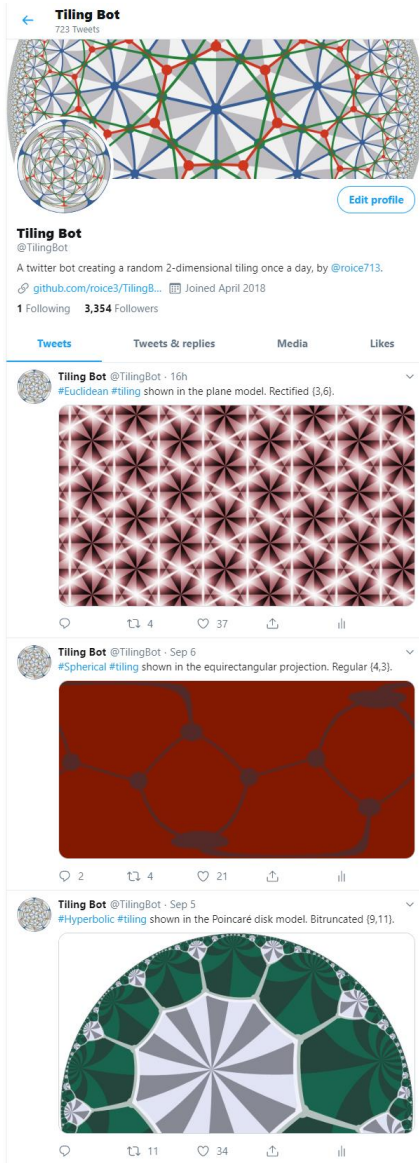 Tiling Bot
723 Tweets
Edit profile
Tiling Bot
@TilingBot
A twitter bot creating a random 2-dimensional tiling once a day, by @roice713.
github.com/roice3/TilingB... Joined April 2018
1 Following 3,354 Followers
Tweets Tweets & replies Media Likes
Tiling Bot @TilingBot · 16h
#Euclidean #tiling shown in the plane model. Rectified {3,6}.
4 37
Tiling Bot @TilingBot · Sep 6
#Spherical #tiling shown in the equirectangular projection. Regular {4,3}.
2 4 21
Tiling Bot @TilingBot · Sep 5
#Hyperbolic #tiling shown in the Poincaré disk model. Bitruncated {9,11}.
11 34